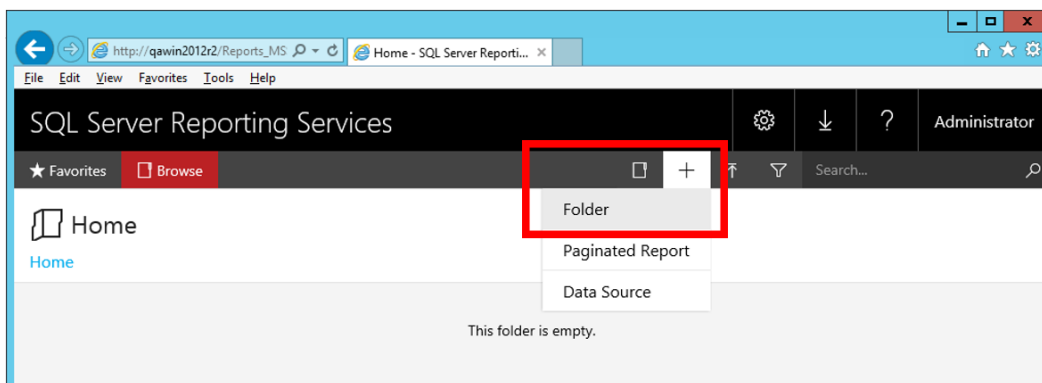 http://qawin2012r2/Reports_MS
Home - SQL Server Reporti...
File Edit View Favorites Tools Help
SQL Server Reporting Services
Administrator
Favorites Browse
Search...
Folder
Home
Paginated Report
Home
Data Source
This folder is empty.